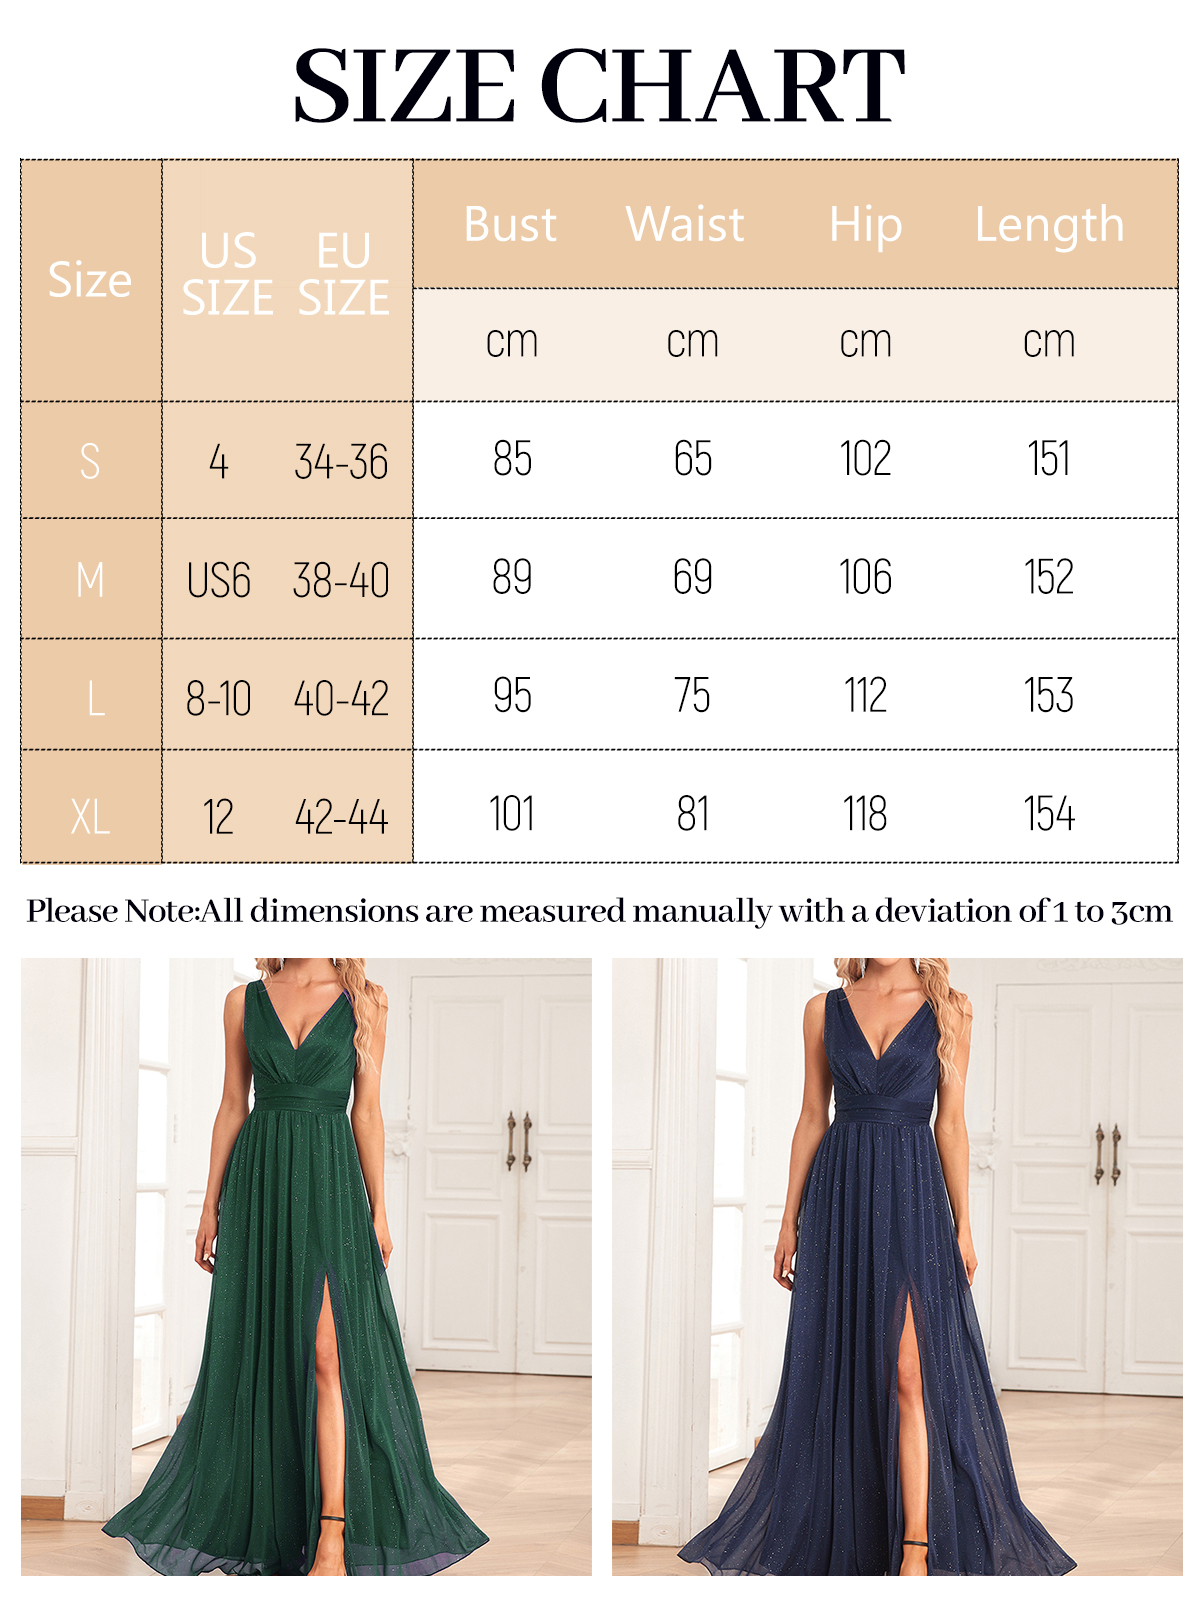 SIZE CHART
Size US SIZE EU SIZE Bust Waist Hip Length
cm cm cm cm
S 4 34-36 85 65 102 151
M US6 38-40 89 69 106 152
L 8-10 40-42 95 75 112 153
XL 12 42-44 101 81 118 154
Please Note:All dimensions are measured manually with a deviation of 1 to 3cm